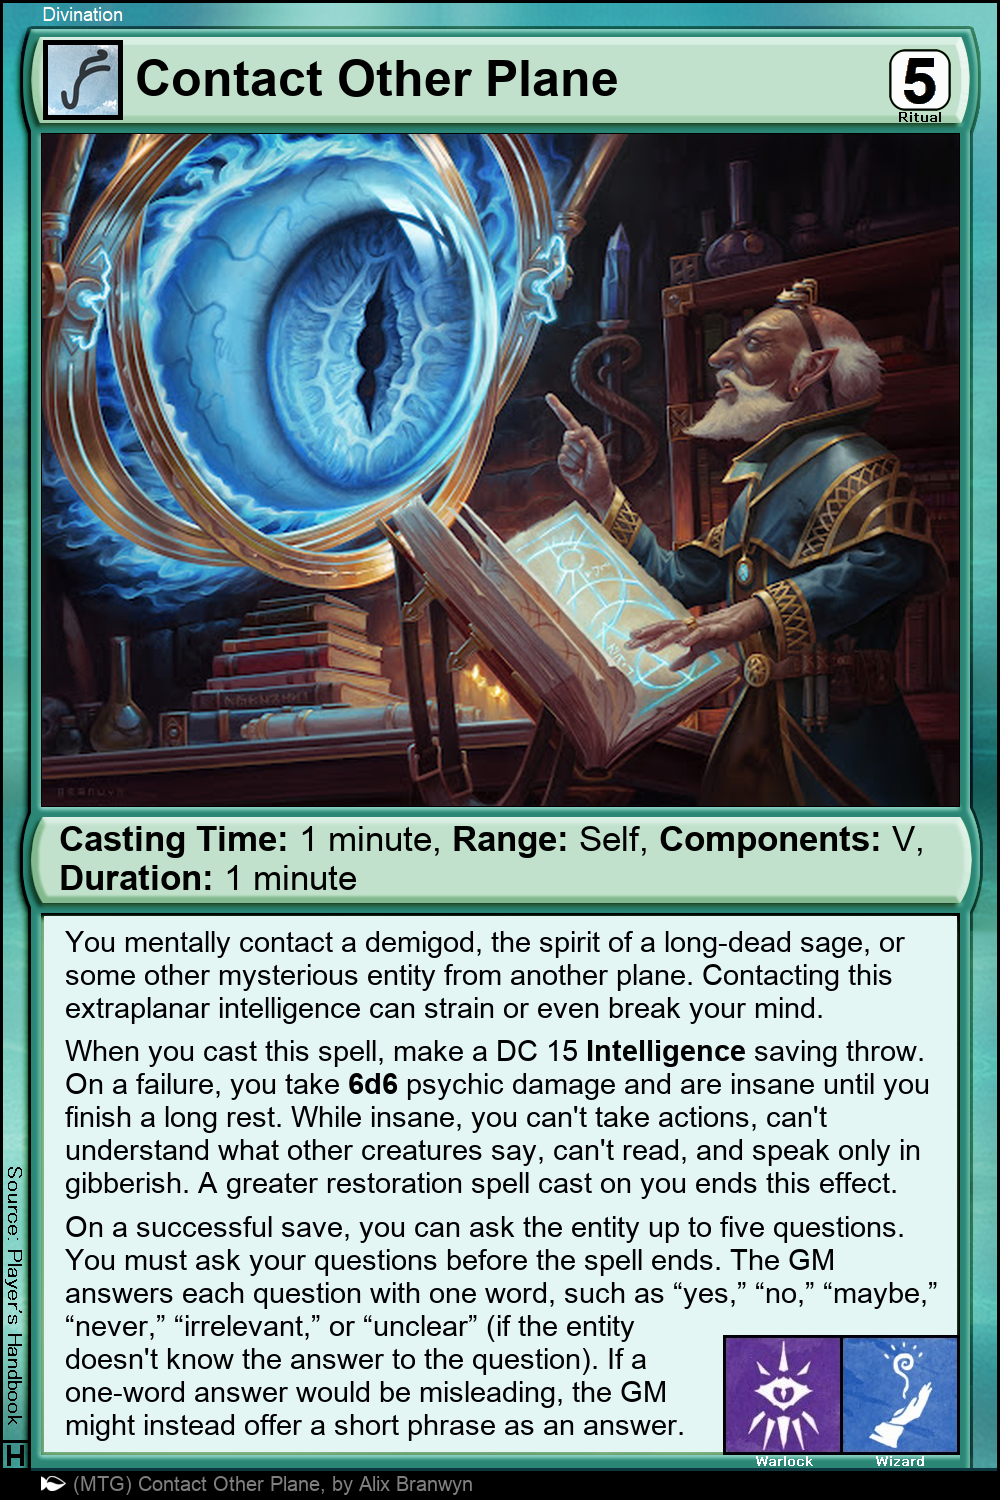 Divination
Contact Other Plane
5
Ritual
Casting Time: 1 minute, Range: Self, Components: V,
Duration: 1 minute
You mentally contact a demigod, the spirit of a long-dead sage, or
some other mysterious entity from another plane. Contacting this
extraplanar intelligence can strain or even break your mind.
When you cast this spell, make a DC 15 Intelligence saving throw.
On a failure, you take 6d6 psychic damage and are insane until you
finish a long rest. While insane, you can't take actions, can't
understand what other creatures say, can't read, and speak only in
gibberish. A greater restoration spell cast on you ends this effect.
On a successful save, you can ask the entity up to five questions.
You must ask your questions before the spell ends. The GM
answers each question with one word, such as “yes,” “no,” “maybe,”
“never,” “irrelevant,” or “unclear” (if the entity
doesn't know the answer to the question). If a
one-word answer would be misleading, the GM
might instead offer a short phrase as an answer.
Warlock
Wizard
Source: Player's Handbook
H
(MTG) Contact Other Plane, by Alix Branwyn